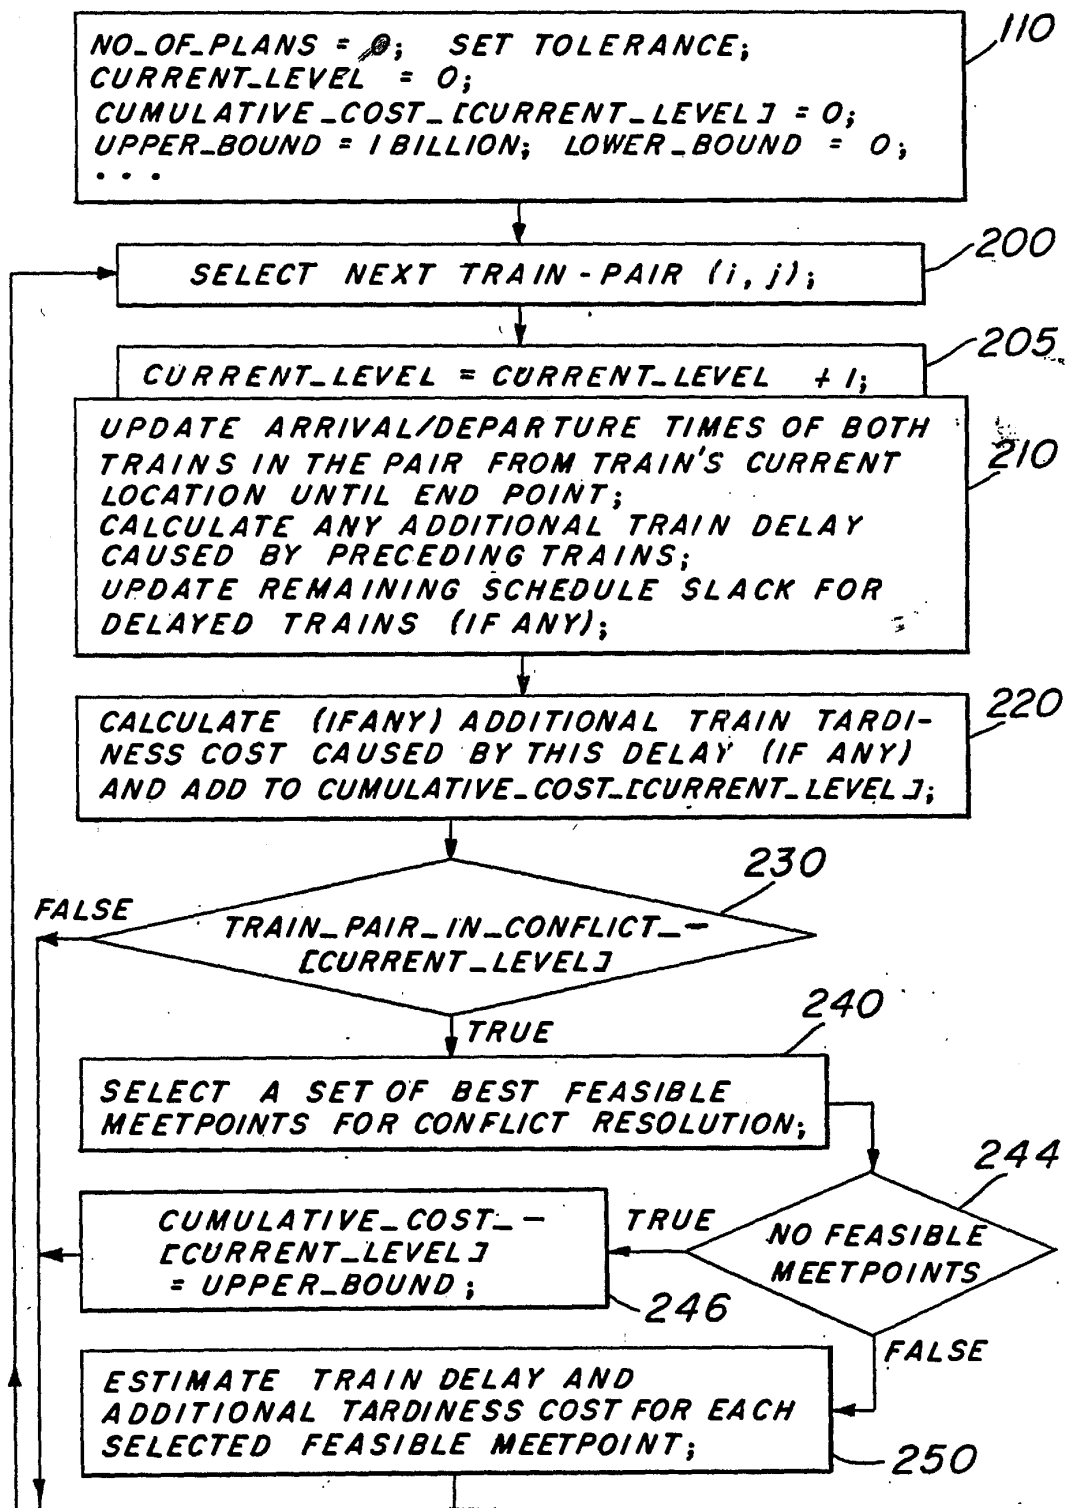 NO_OF_PLANS = 0; SET TOLERANCE;
CURRENT_LEVEL = 0;
CUMULATIVE_COST_[CURRENT_LEVEL] = 0;
UPPER_BOUND = 1 BILLION; LOWER_BOUND = 0;
...
110
SELECT NEXT TRAIN-PAIR (i, j);
200
CURRENT_LEVEL = CURRENT_LEVEL + 1;
205
UPDATE ARRIVAL/DEPARTURE TIMES OF BOTH
TRAINS IN THE PAIR FROM TRAIN'S CURRENT
LOCATION UNTIL END POINT;
CALCULATE ANY ADDITIONAL TRAIN DELAY
CAUSED BY PRECEDING TRAINS;
UPDATE REMAINING SCHEDULE SLACK FOR
DELAYED TRAINS (IF ANY);
210
CALCULATE (IF ANY) ADDITIONAL TRAIN TARDI-
NESS COST CAUSED BY THIS DELAY (IF ANY)
AND ADD TO CUMULATIVE_COST_[CURRENT_LEVEL];
220
230
FALSE
TRAIN_PAIR_IN_CONFLICT_-
[CURRENT_LEVEL]
TRUE
240
SELECT A SET OF BEST FEASIBLE
MEETPOINTS FOR CONFLICT RESOLUTION;
244
NO FEASIBLE
MEETPOINTS
TRUE
CUMULATIVE_COST_-
[CURRENT_LEVEL]
= UPPER_BOUND;
246
FALSE
ESTIMATE TRAIN DELAY AND
ADDITIONAL TARDINESS COST FOR EACH
SELECTED FEASIBLE MEETPOINT;
250